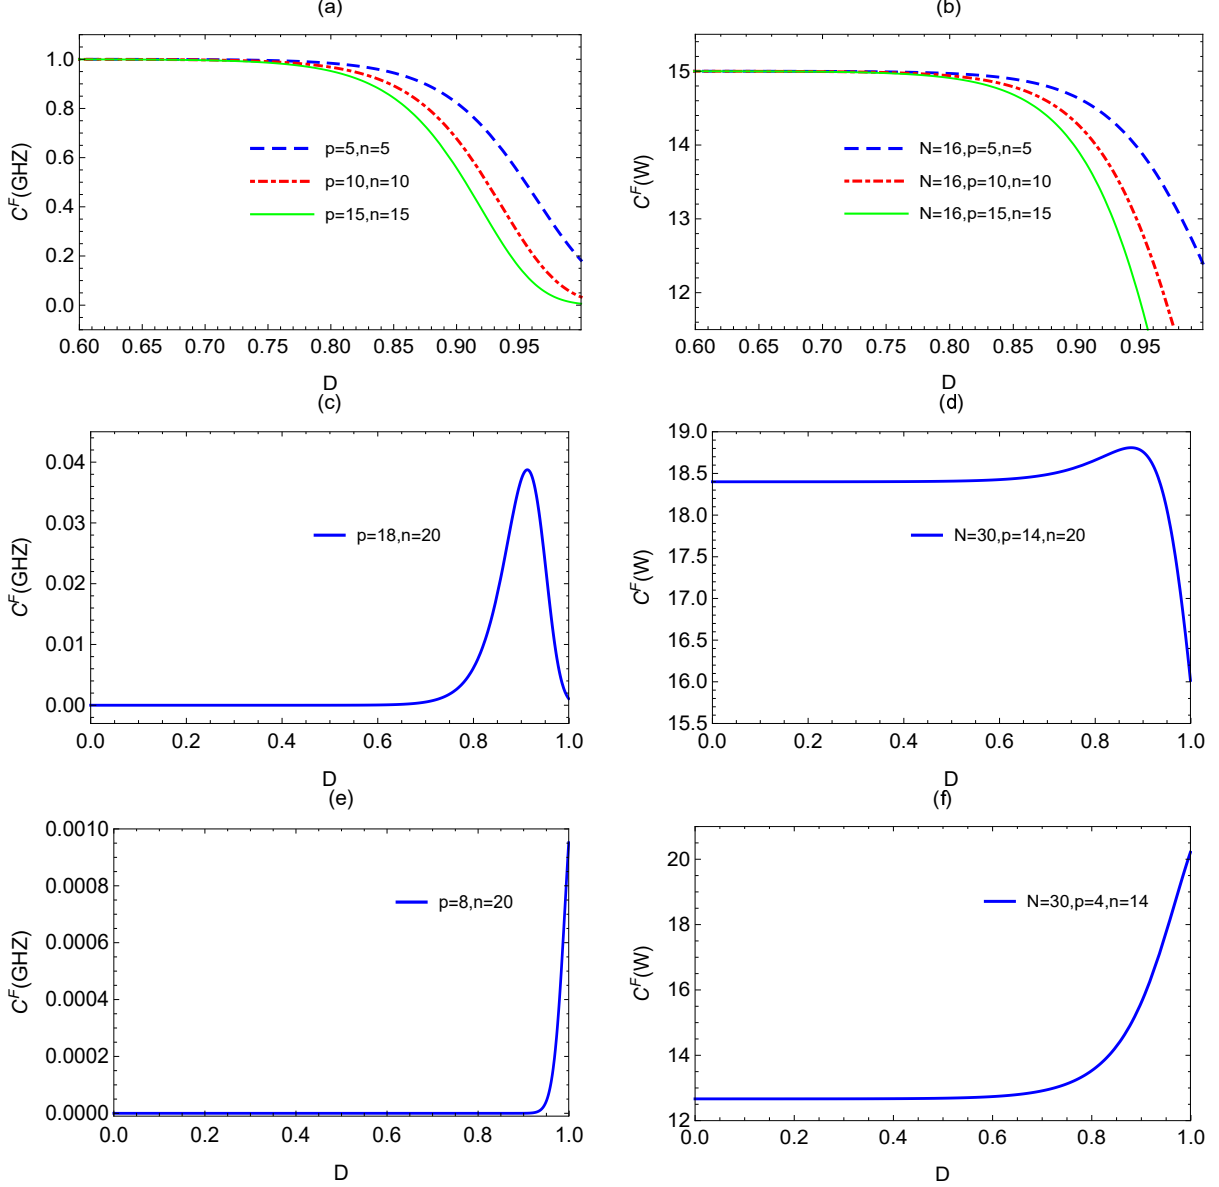 (a)
C^F(GHZ)
1.0
0.8
0.6
0.4
0.2
0.0
p=5,n=5
p=10,n=10
p=15,n=15
0.60 0.65 0.70 0.75 0.80 0.85 0.90 0.95
D
(b)
C^F(W)
15
14
13
12
N=16,p=5,n=5
N=16,p=10,n=10
N=16,p=15,n=15
0.60 0.65 0.70 0.75 0.80 0.85 0.90 0.95
D
(c)
C^F(GHZ)
0.04
0.03
0.02
0.01
0.00
p=18,n=20
0.0 0.2 0.4 0.6 0.8 1.0
D
(d)
C^F(W)
19.0
18.5
18.0
17.5
17.0
16.5
16.0
15.5
N=30,p=14,n=20
0.0 0.2 0.4 0.6 0.8 1.0
D
(e)
C^F(GHZ)
0.0010
0.0008
0.0006
0.0004
0.0002
0.0000
p=8,n=20
0.0 0.2 0.4 0.6 0.8 1.0
D
(f)
C^F(W)
20
18
16
14
12
N=30,p=4,n=14
0.0 0.2 0.4 0.6 0.8 1.0
D